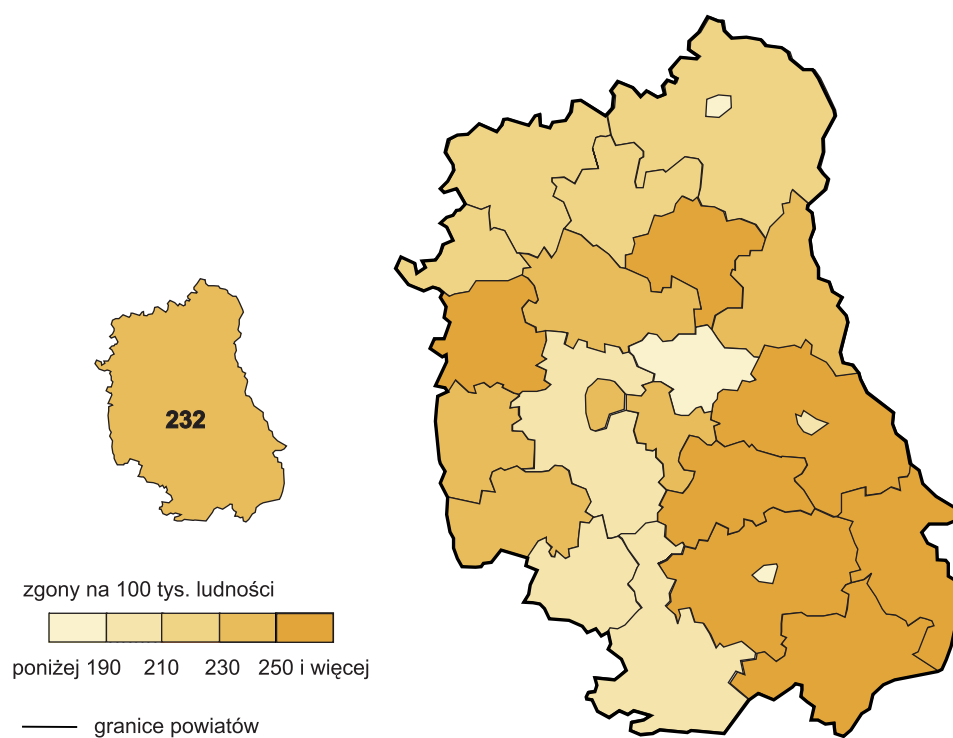 232
zgony na 100 tys. ludności
poniżej 190 210 230 250 i więcej
granice powiatów